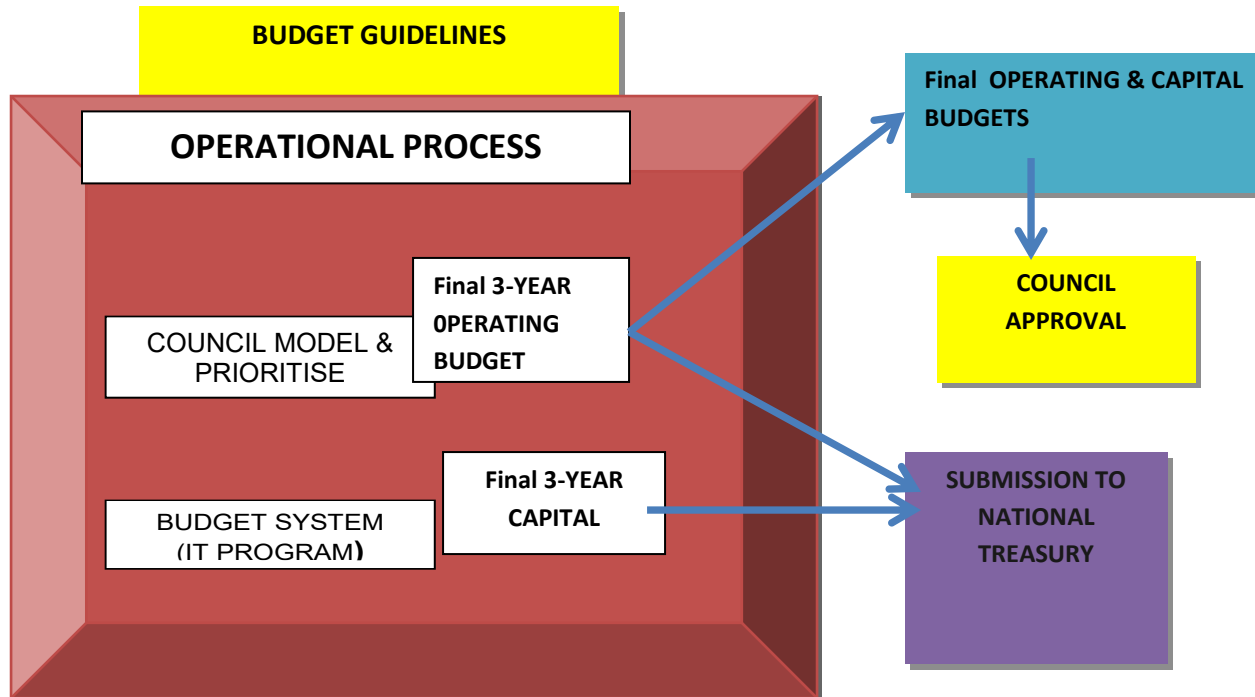 BUDGET GUIDELINES
OPERATIONAL PROCESS
Final 3-YEAR
0PERATING
BUDGET
COUNCIL MODEL &
PRIORITISE
Final 3-YEAR
CAPITAL
BUDGET SYSTEM
(IT PROGRAM)
Final OPERATING & CAPITAL
BUDGETS
COUNCIL
APPROVAL
SUBMISSION TO
NATIONAL
TREASURY